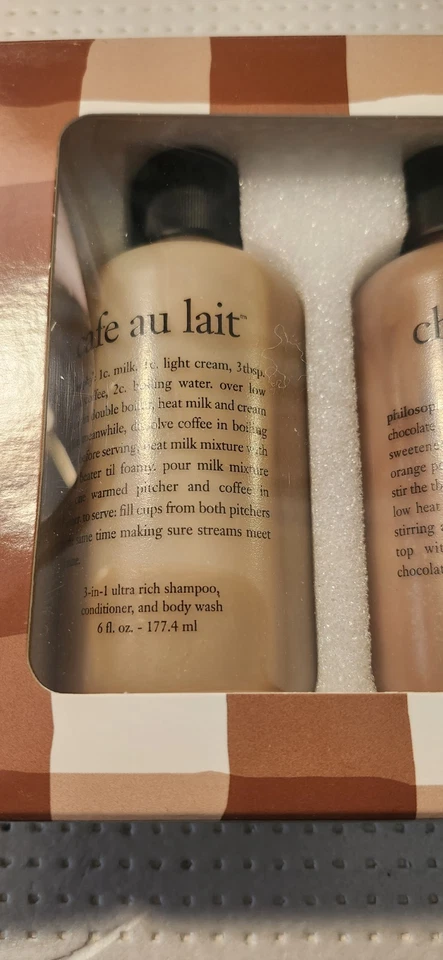 cafe au lait™
1c. milk, 1c. light cream, 3tbsp.
2c. boiling water. over low
double boiler, heat milk and cream
meanwhile, dissolve coffee in boiling
before serving, beat milk mixture with
beater til foamy. pour milk mixture
warmed pitcher and coffee in
to serve: fill cups from both pitchers
same time making sure streams meet
3-in-1 ultra rich shampoo,
conditioner, and body wash
6 fl. oz. - 177.4 ml
ch
philosop
chocolate
sweetene
orange p
stir the th
low heat
stirring
top wit
chocolat